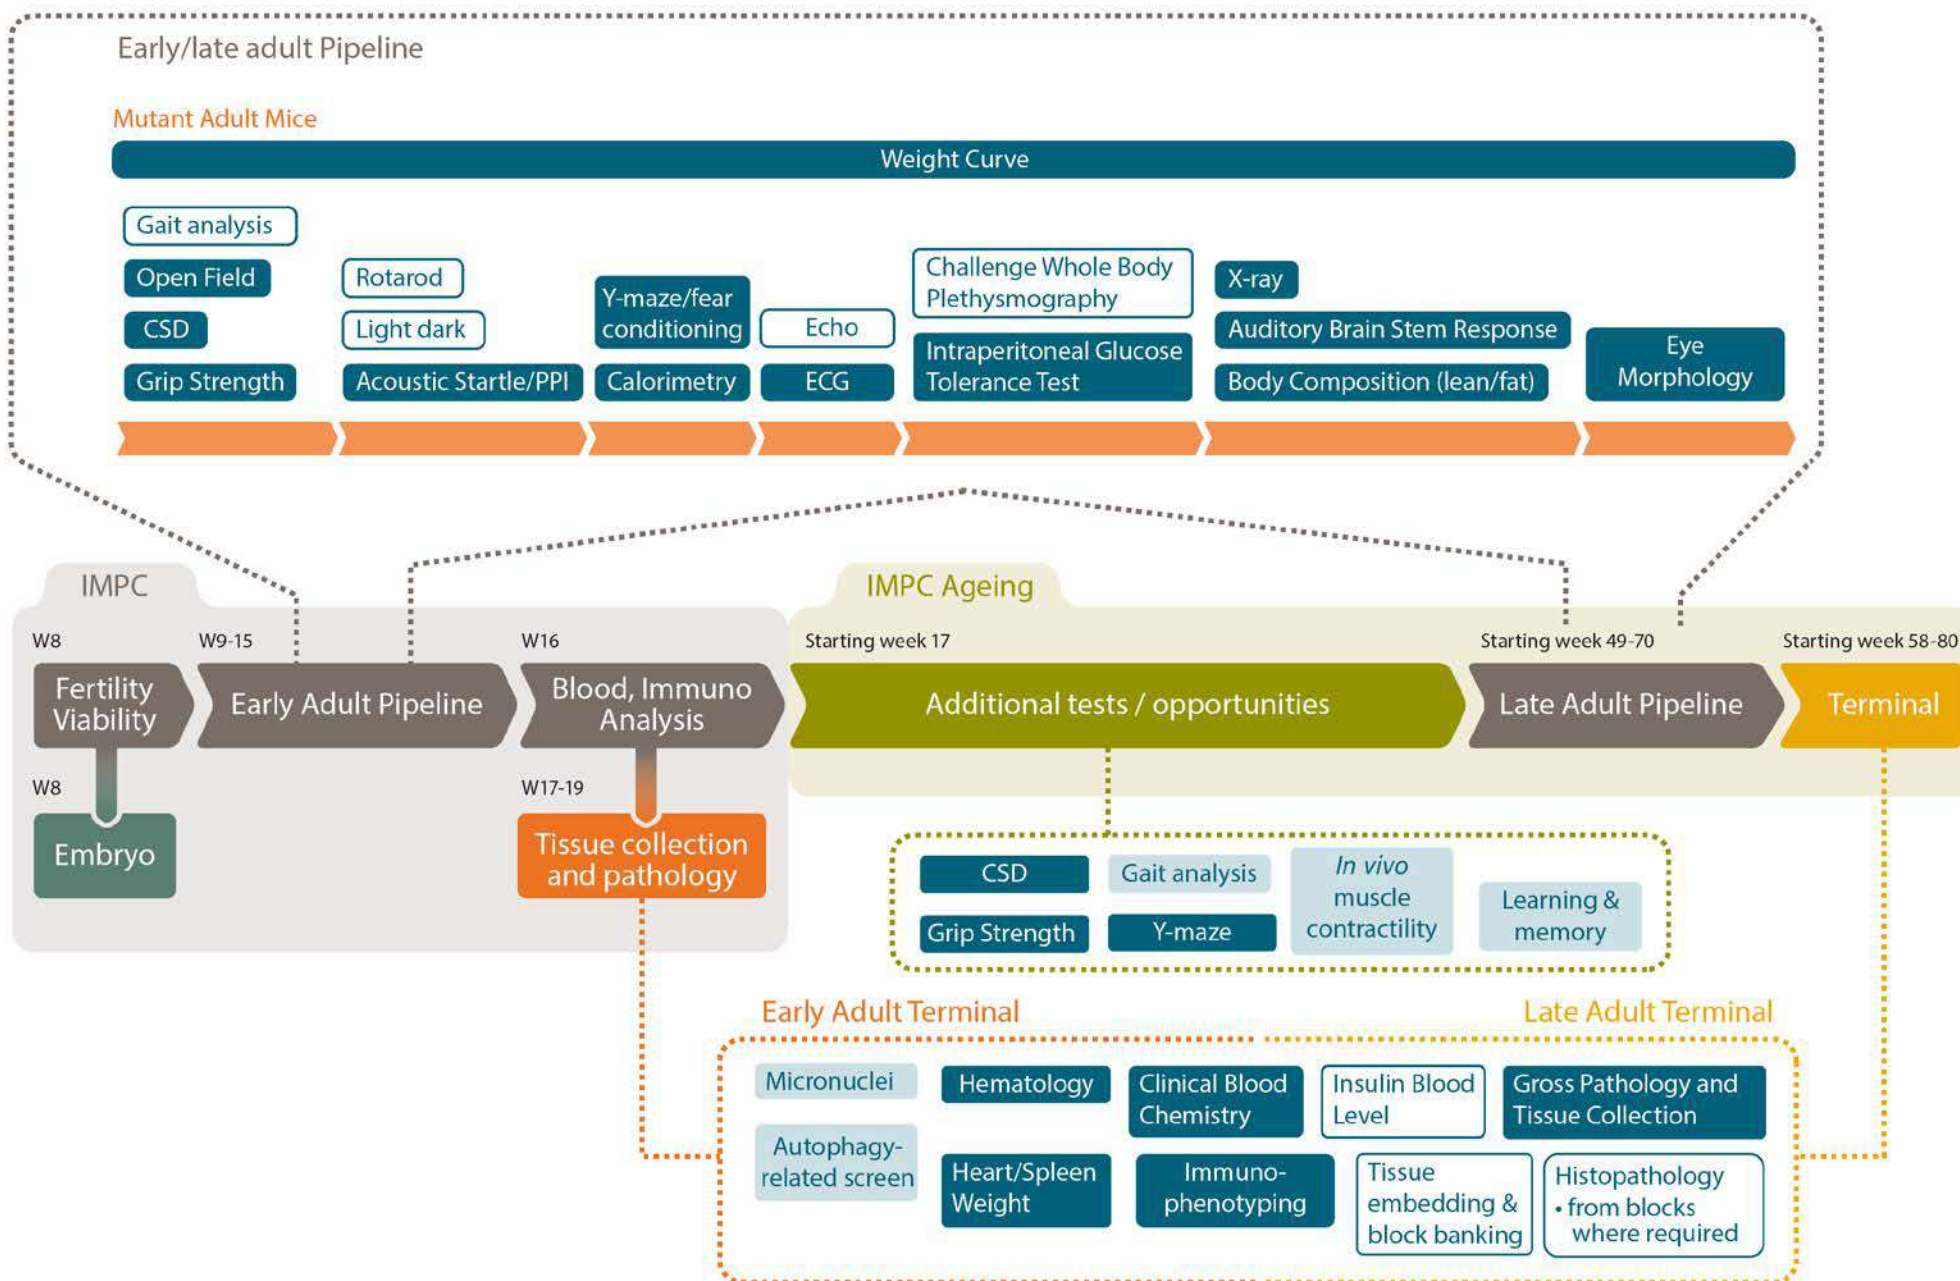 Early/late adult Pipeline
Mutant Adult Mice
Weight Curve
Gait analysis
Open Field
CSD
Grip Strength
Rotarod
Light dark
Acoustic Startle/PPI
Y-maze/fear
conditioning
Calorimetry
Echo
ECG
Challenge Whole Body
Plethysmography
Intraperitoneal Glucose
Tolerance Test
X-ray
Auditory Brain Stem Response
Body Composition (lean/fat)
Eye
Morphology
IMPC
W8
Fertility
Viability
W9-15
Early Adult Pipeline
W16
Blood, Immuno
Analysis
W8
Embryo
W17-19
Tissue collection
and pathology
IMPC Ageing
Starting week 17
Additional tests / opportunities
Starting week 49-70
Late Adult Pipeline
Starting week 58-80
Terminal
CSD
Grip Strength
Gait analysis
Y-maze
In vivo
muscle
contractility
Learning &
memory
Early Adult Terminal
Late Adult Terminal
Micronuclei
Autophagy-
related screen
Hematology
Heart/Spleen
Weight
Clinical Blood
Chemistry
Immuno-
phenotyping
Insulin Blood
Level
Tissue
embedding &
block banking
Gross Pathology and
Tissue Collection
Histopathology
• from blocks
where required